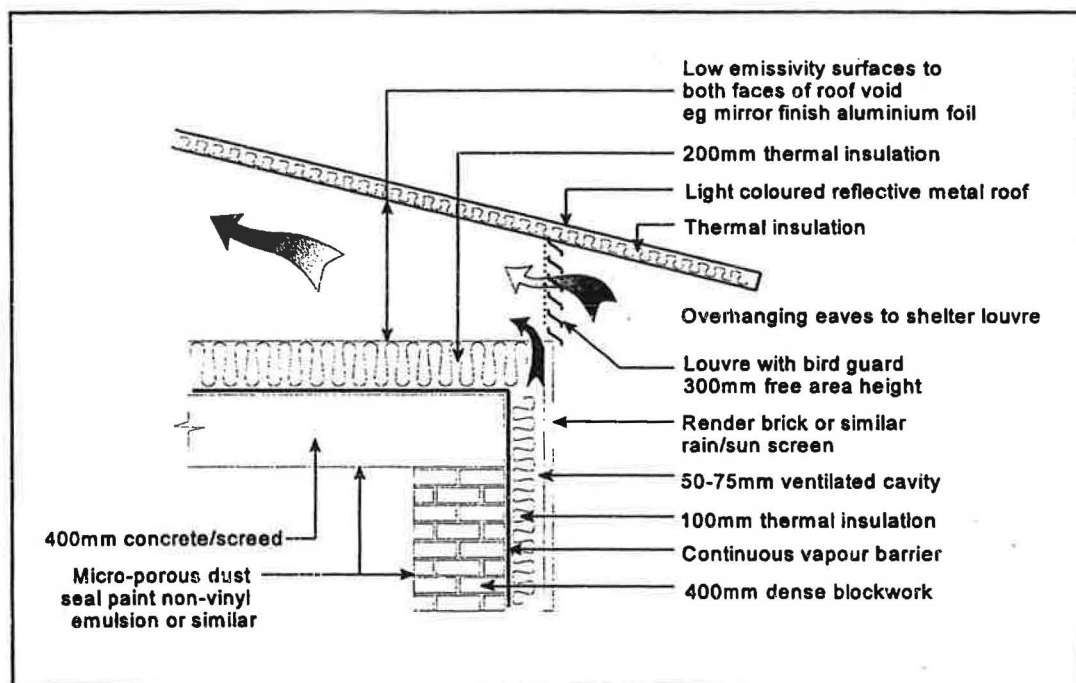 Low emissivity surfaces to
both faces of roof void
eg mirror finish aluminium foil
200mm thermal insulation
Light coloured reflective metal roof
Thermal insulation
Overhanging eaves to shelter louvre
Louvre with bird guard
300mm free area height
Render brick or similar
rain/sun screen
50-75mm ventilated cavity
100mm thermal insulation
Continuous vapour barrier
400mm dense blockwork
400mm concrete/screed
Micro-porous dust
seal paint non-vinyl
emulsion or similar